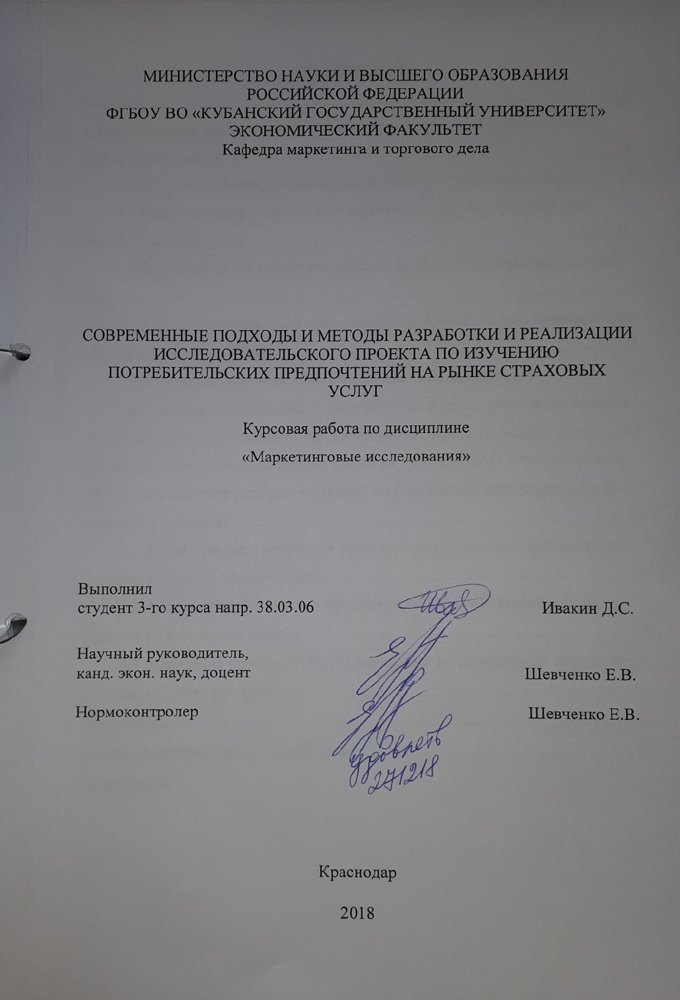 МИНИСТЕРСТВО НАУКИ И ВЫСШЕГО ОБРАЗОВАНИЯ
РОССИЙСКОЙ ФЕДЕРАЦИИ
ФГБОУ ВО «КУБАНСКИЙ ГОСУДАРСТВЕННЫЙ УНИВЕРСИТЕТ»
ЭКОНОМИЧЕСКИЙ ФАКУЛЬТЕТ
Кафедра маркетинга и торгового дела
СОВРЕМЕННЫЕ ПОДХОДЫ И МЕТОДЫ РАЗРАБОТКИ И РЕАЛИЗАЦИИ
ИССЛЕДОВАТЕЛЬСКОГО ПРОЕКТА ПО ИЗУЧЕНИЮ
ПОТРЕБИТЕЛЬСКИХ ПРЕДПОЧТЕНИЙ НА РЫНКЕ СТРАХОВЫХ
УСЛУГ
Курсовая работа по дисциплине
«Маркетинговые исследования»
Выполнил
студент 3-го курса напр. 38.03.06 Ивакин Д.С.
Научный руководитель,
канд. экон. наук, доцент Шевченко Е.В.
Нормоконтролер Шевченко Е.В.
271218
Краснодар
2018